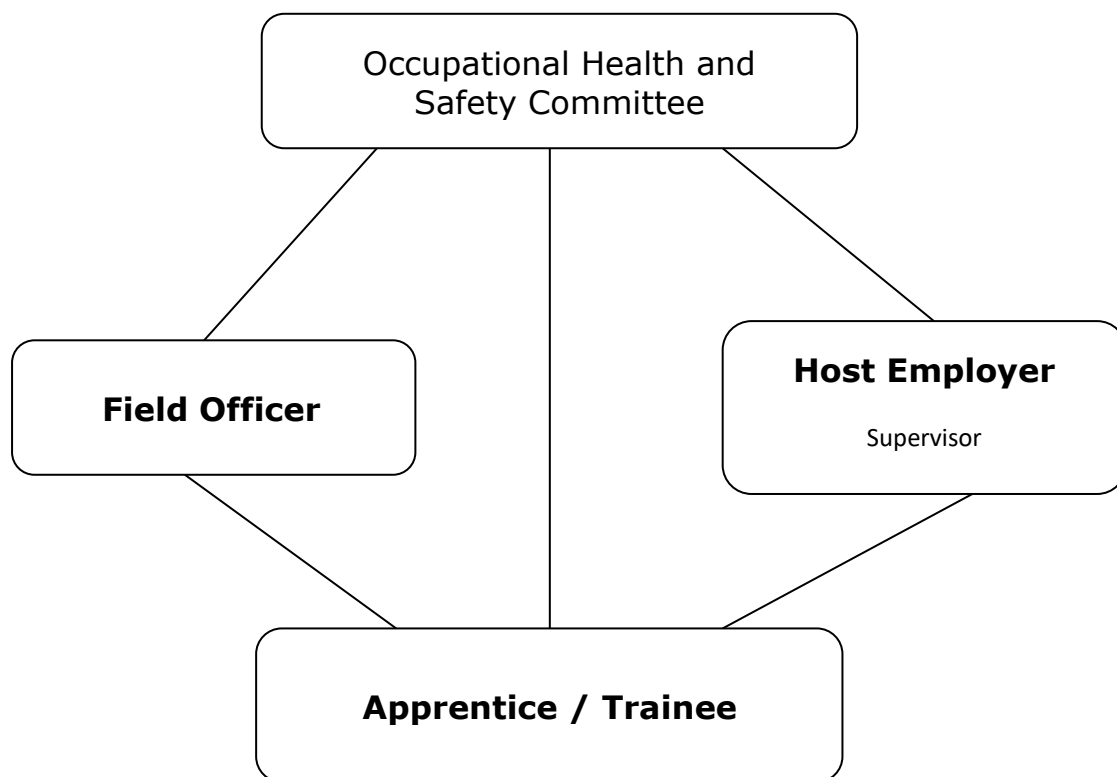 Occupational Health and
Safety Committee
Field Officer
Host Employer
Supervisor
Apprentice / Trainee